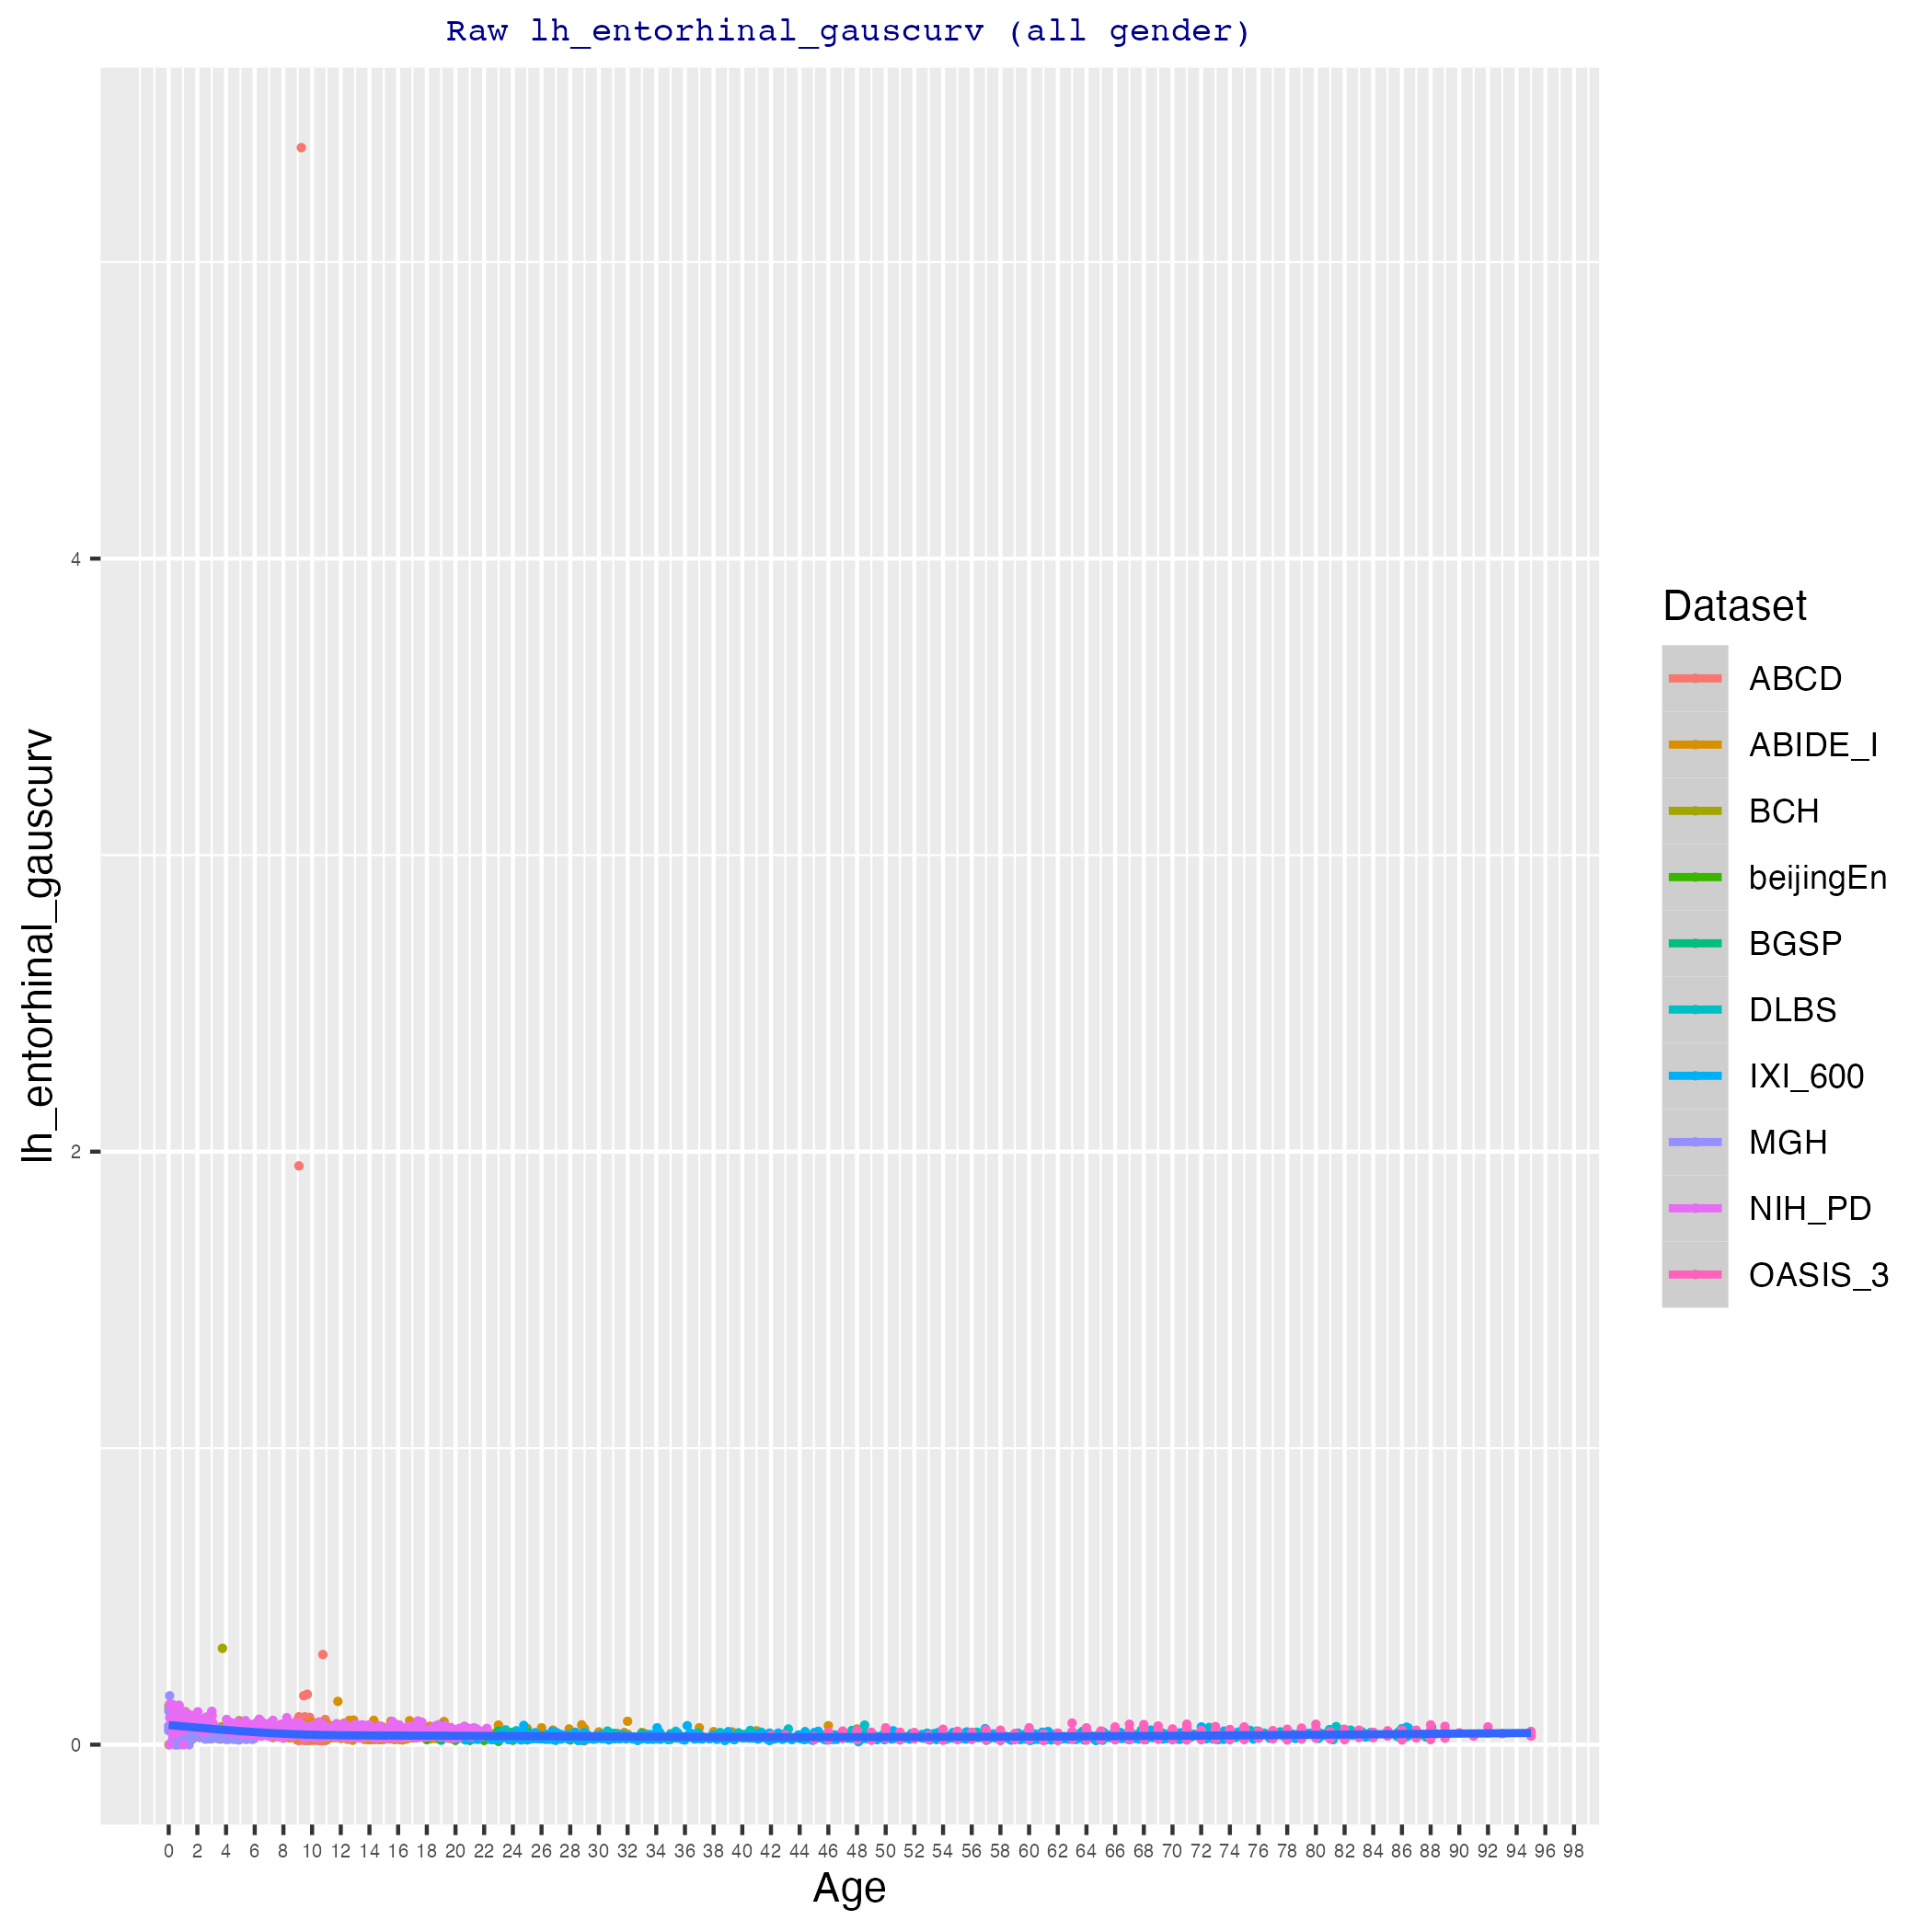 Raw lh_entorhinal_gauscurv (all gender)
lh_entorhinal_gauscurv
4
2
0
0 2 4 6 8 10 12 14 16 18 20 22 24 26 28 30 32 34 36 38 40 42 44 46 48 50 52 54 56 58 60 62 64 66 68 70 72 74 76 78 80 82 84 86 88 90 92 94 96 98
Age
Dataset
ABCD
ABIDE_I
BCH
beijingEn
BGSP
DLBS
IXI_600
MGH
NIH_PD
OASIS_3